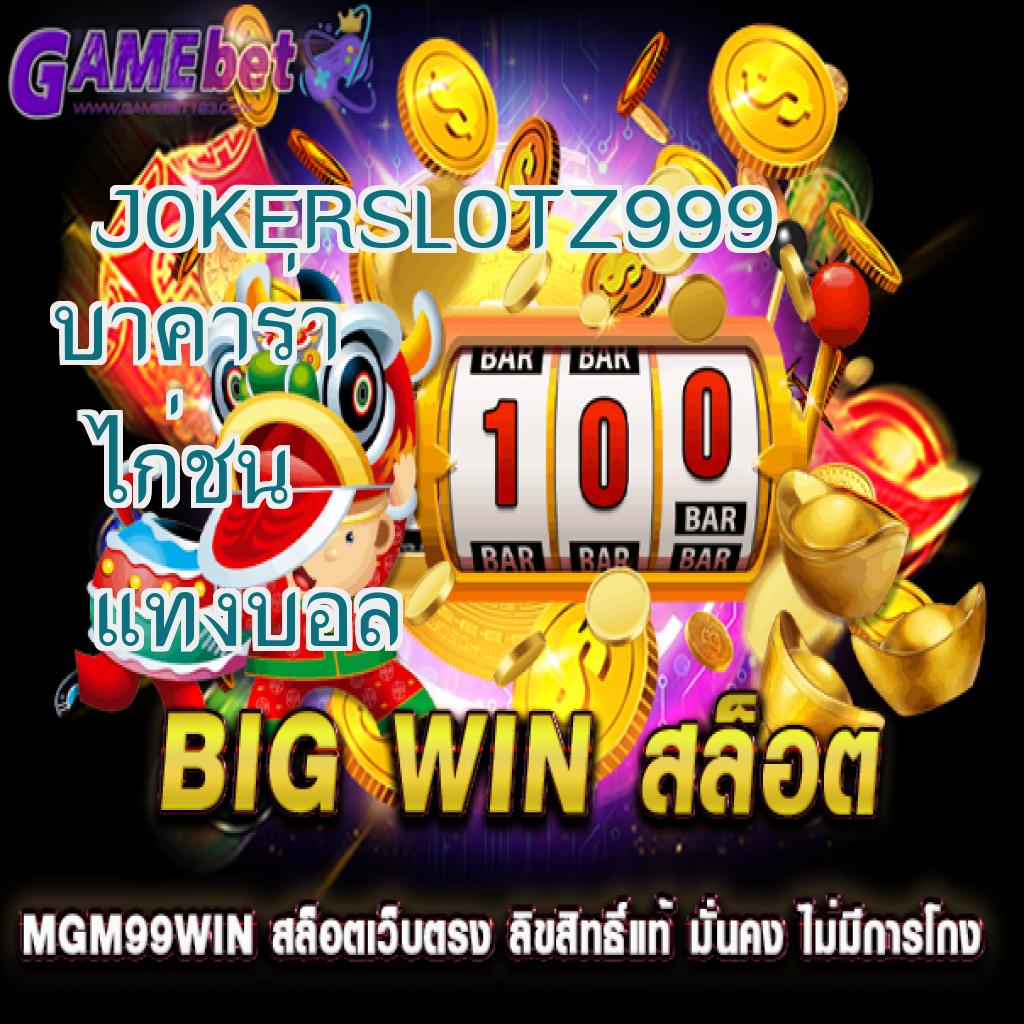 GAMEbet
JOKERSLOTZ999
บาคาร่า
ไก่ชน
แทงบอล
BAR BAR
100
BAR
BAR BAR BAR
BIG WIN สล็อต
MGM99WIN สล็อตเว็บตรง ลิขสิทธิ์แท้ มั่นคง ไม่มีการโกง